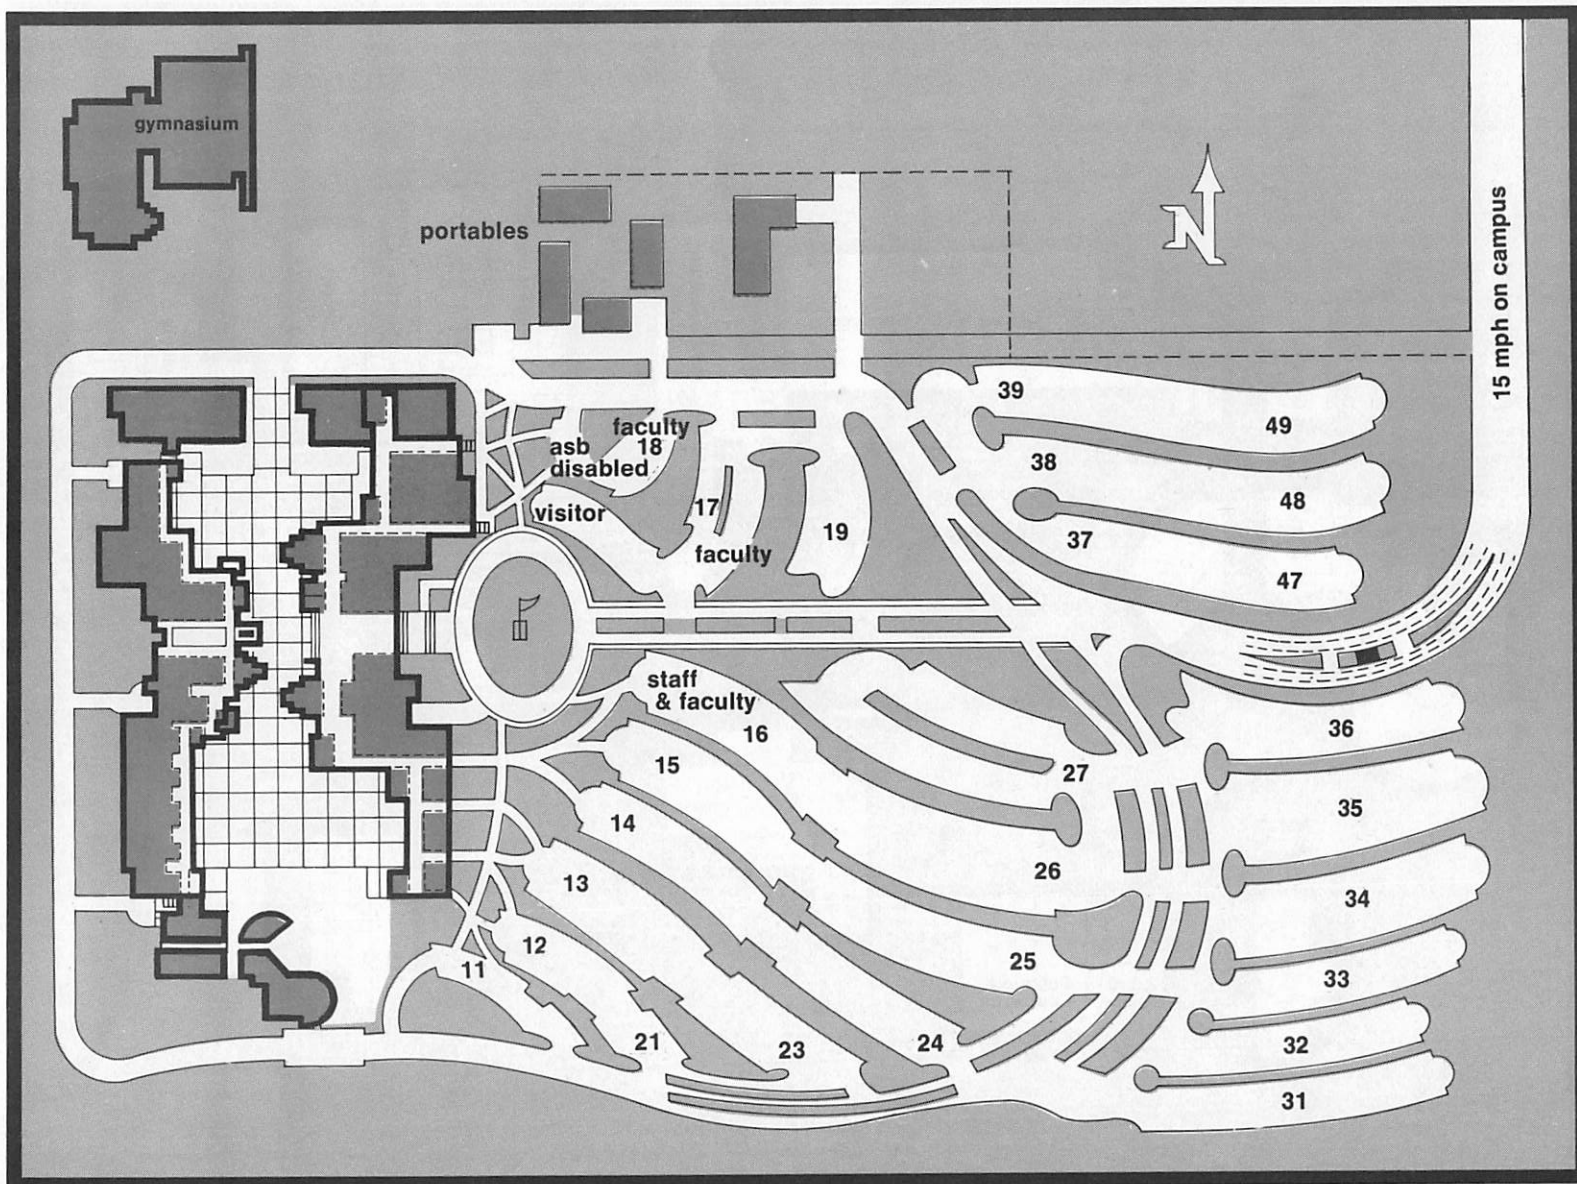 gymnasium
portables
N
15 mph on campus
39
49
faculty
18
asb
disabled
38
48
visitor
17
19
faculty
37
47
staff
& faculty
16
36
15
27
35
14
26
13
34
12
25
33
11
21
23
24
32
31